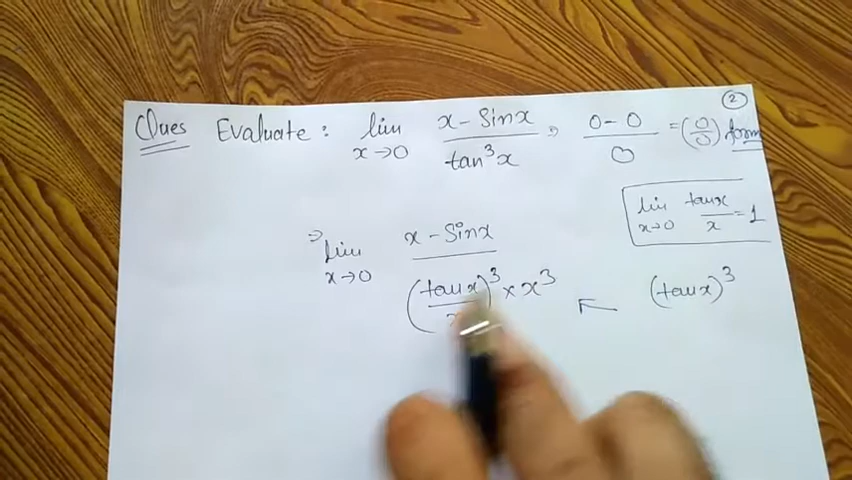 ②
Ques Evaluate: lim x→0 x - Sinx / tan³x ⇒ 0-0 / 0 = (0/0) form
lim x→0 tanx / x = 1
⇒ lim x→0 x - Sinx / (tanx / x)³ × x³ ← (tanx)³